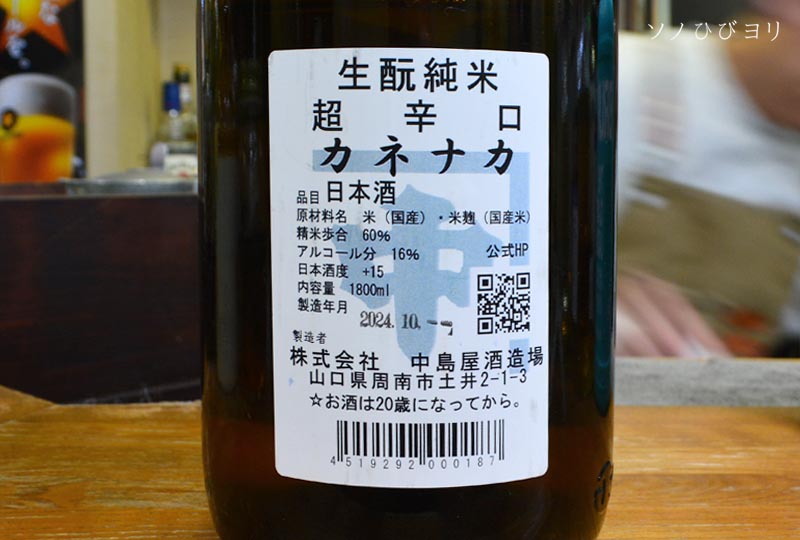 ソノひびヨリ
生酛純米
超辛口
カネナカ
品目 日本酒
原材料名 米（国産）・米麹（国産米）
精米歩合 60%
アルコール分 16%
公式HP
日本酒度 +15
内容量 1800ml
製造年月
2024.10.
製造者
株式会社 中島屋酒造場
山口県周南市土井2-1-3
☆お酒は20歳になってから。
4 519292 000187